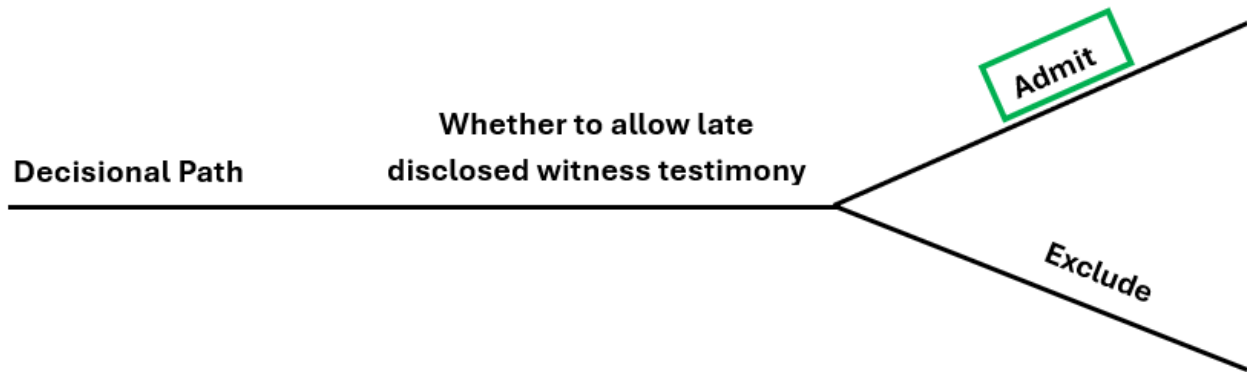 Admit
Whether to allow late
Decisional Path
disclosed witness testimony
Exclude